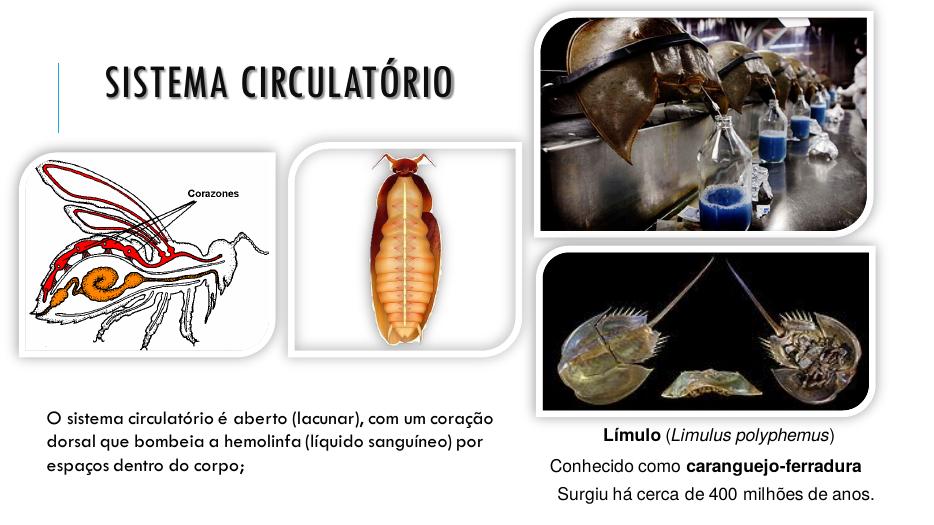 SISTEMA CIRCULATÓRIO
Corazones
O sistema circulatório é aberto (lacunar), com um coração
dorsal que bombeia a hemolinfa (líquido sanguíneo) por
espaços dentro do corpo;
Límulo (Limulus polyphemus)
Conhecido como caranguejo-ferradura
Surgiu há cerca de 400 milhões de anos.